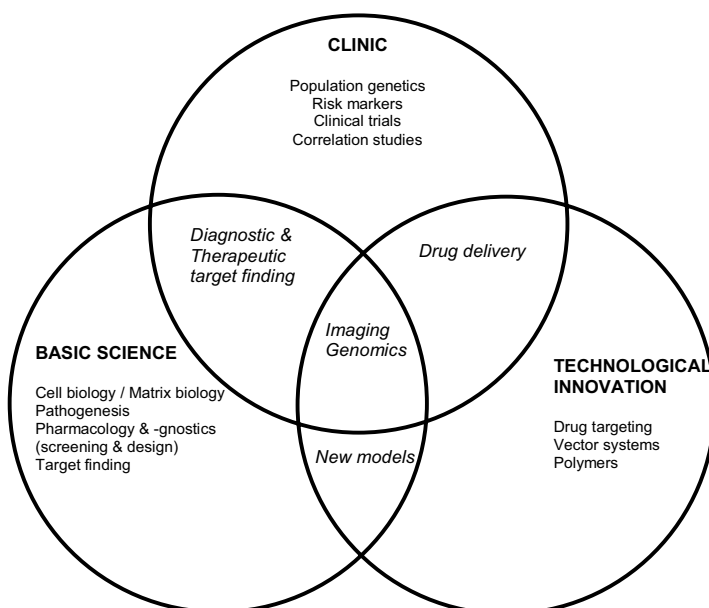 CLINIC
Population genetics
Risk markers
Clinical trials
Correlation studies
Diagnostic &
Therapeutic
target finding
Drug delivery
Imaging
Genomics
BASIC SCIENCE
Cell biology / Matrix biology
Pathogenesis
Pharmacology & -gnostics
(screening & design)
Target finding
TECHNOLOGICAL
INNOVATION
Drug targeting
Vector systems
Polymers
New models